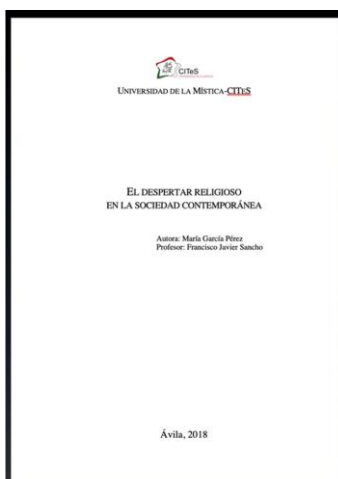 CITeS
UNIVERSIDAD DE LA MÍSTICA-CITeS
EL DESPERTAR RELIGIOSO
EN LA SOCIEDAD CONTEMPORÁNEA
Autora: María García Pérez
Profesor: Francisco Javier Sancho
Ávila, 2018